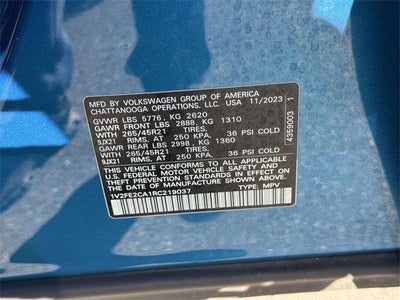 MFD BY VOLKSWAGEN GROUP OF AMERICA
CHATTANOOGA OPERATIONS, LLC. USA 11/2023
GVWR LBS 5776, KG 2620
GAWR FRONT LBS 2888, KG 1310
WITH 265/45R21 TIRES,
9JX21 RIMS, AT 250 KPA, 36 PSI COLD
GAWR REAR LBS 2998, KG 1360
WITH 265/45R21 TIRES,
9JX21 RIMS, AT 250 KPA, 36 PSI COLD
THIS VEHICLE CONFORMS TO ALL APPLICABLE
U.S. FEDERAL MOTOR VEHICLE SAFETY
STANDARDS IN EFFECT ON
THE DATE OF MANUFACTURE SHOWN ABOVE.
1V2FE2CA1RC219037 TYPE: MPV
4359003 1